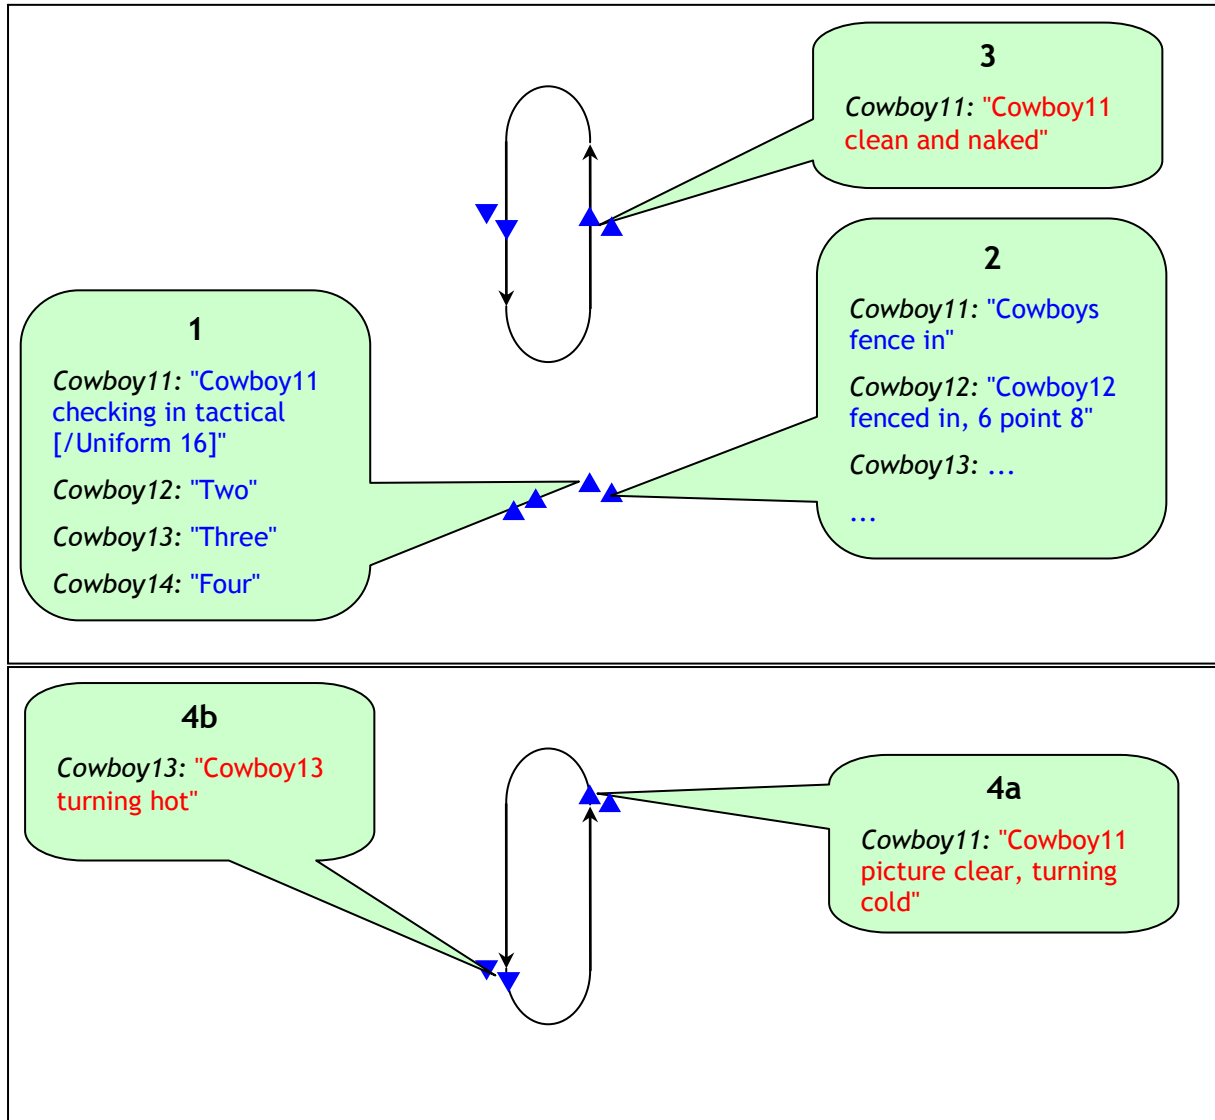 3
Cowboy11: "Cowboy11
clean and naked"
2
Cowboy11: "Cowboys
fence in"
Cowboy12: "Cowboy12
fenced in, 6 point 8"
Cowboy13: ...
...
1
Cowboy11: "Cowboy11
checking in tactical
[/Uniform 16]"
Cowboy12: "Two"
Cowboy13: "Three"
Cowboy14: "Four"
4b
Cowboy13: "Cowboy13
turning hot"
4a
Cowboy11: "Cowboy11
picture clear, turning
cold"